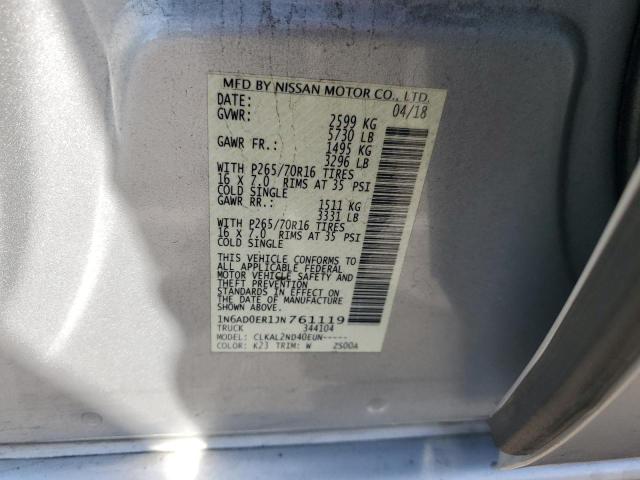 MFD BY NISSAN MOTOR CO., LTD.
DATE: 04/18
GVWR: 2599 KG
5730 LB
GAWR FR.: 1495 KG
3296 LB
WITH P265/70R16 TIRES
16 X 7.0 RIMS AT 35 PSI
COLD SINGLE
GAWR RR.: 1511 KG
3331 LB
WITH P265/70R16 TIRES
16 X 7.0 RIMS AT 35 PSI
COLD SINGLE
THIS VEHICLE CONFORMS TO
ALL APPLICABLE FEDERAL
MOTOR VEHICLE SAFETY AND
THEFT PREVENTION
STANDARDS IN EFFECT ON
THE DATE OF MANUFACTURE
SHOWN ABOVE.
1N6AD0ER1JN761119
TRUCK 344104
MODEL: CLKAL2ND40EUN-----
COLOR: K23 TRIM: W 2500A